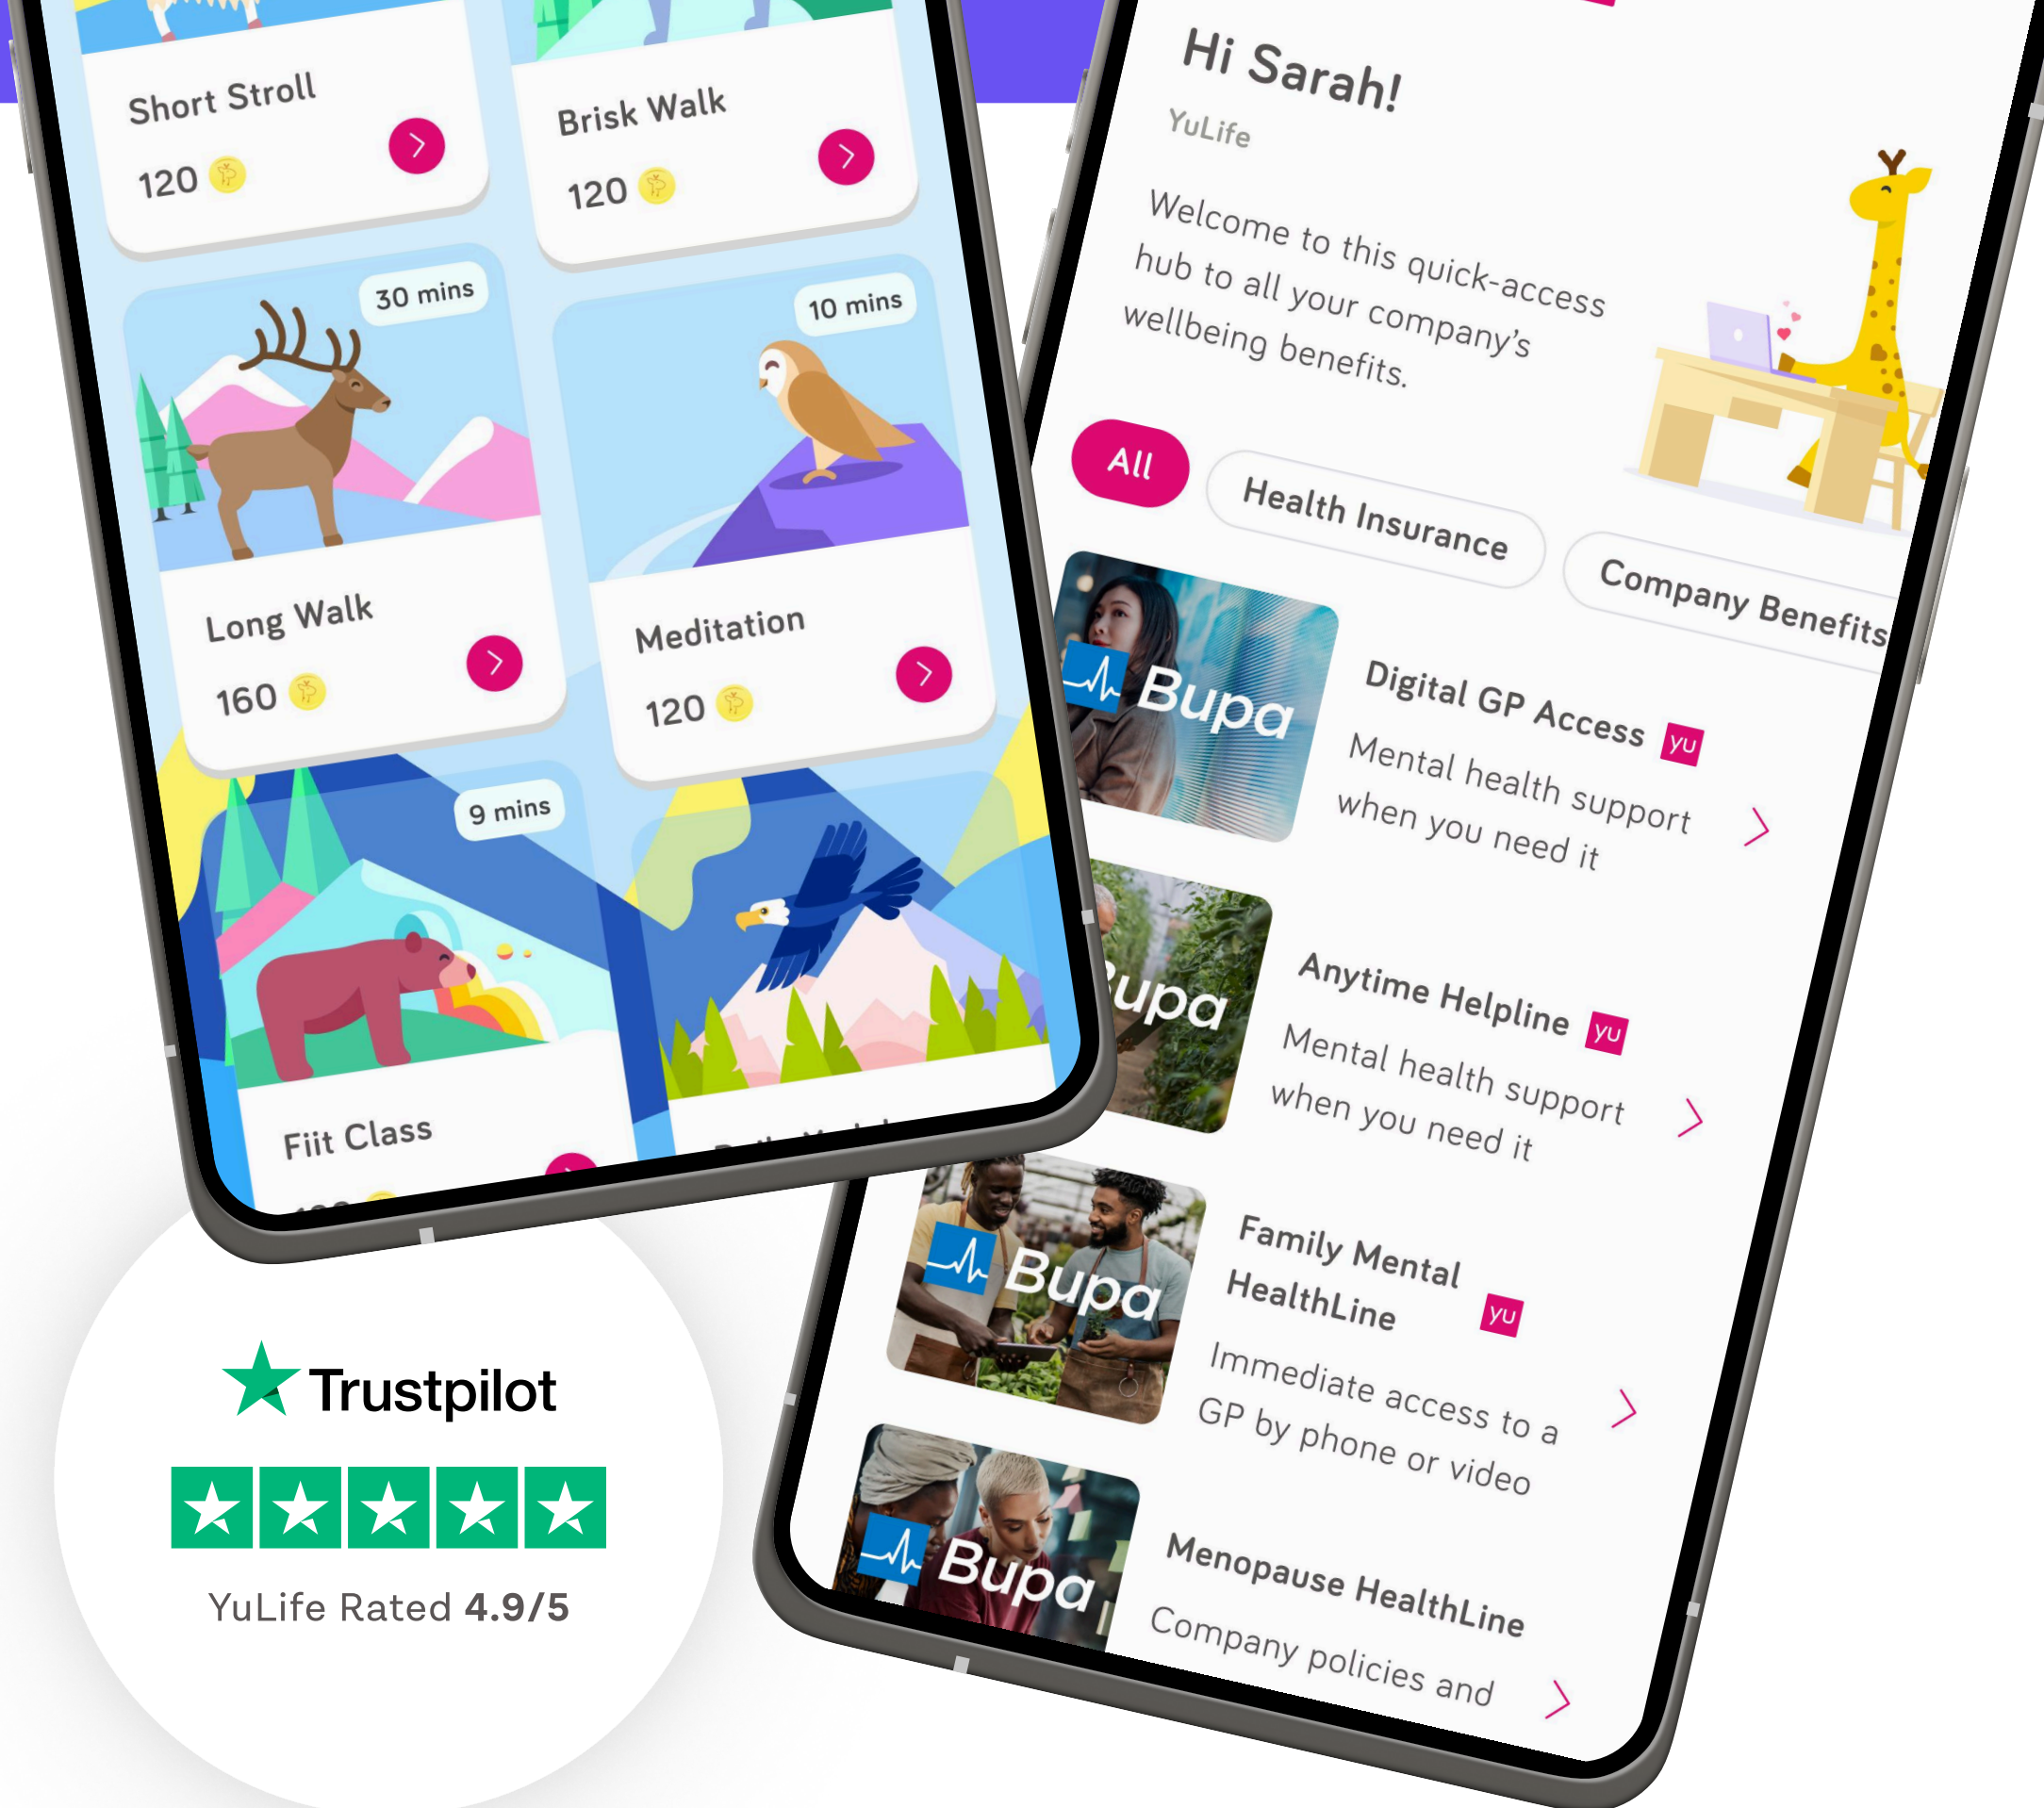 Short Stroll
120
Brisk Walk
120
30 mins
Long Walk
160
10 mins
Meditation
120
9 mins
Fiit Class
Hi Sarah!
YuLife
Welcome to this quick-access
hub to all your company's
wellbeing benefits.
All
Health Insurance
Company Benefits
Bupa
Digital GP Access
yu
Mental health support
when you need it
Bupa
Anytime Helpline
yu
Mental health support
when you need it
Bupa
Family Mental
HealthLine
yu
Immediate access to a
GP by phone or video
Bupa
Menopause HealthLine
Company policies and
Trustpilot
YuLife Rated 4.9/5